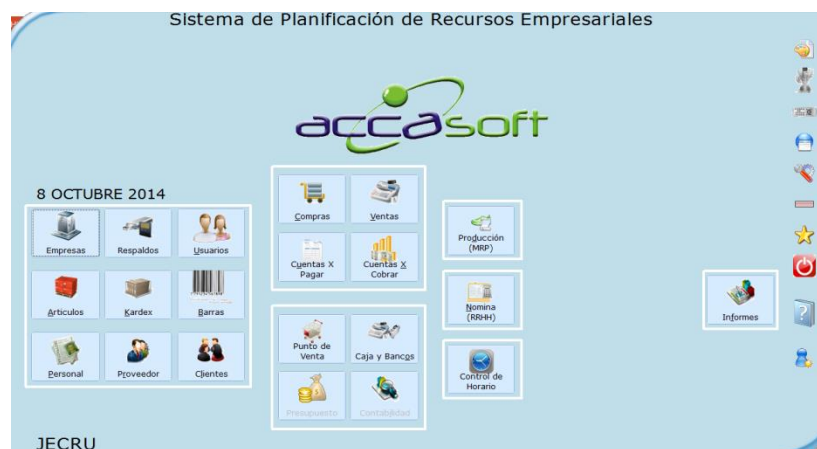 Sistema de Planificación de Recursos Empresariales
accasoft
8 OCTUBRE 2014
Empresas
Respaldos
Usuarios
Articulos
Kardex
Barras
Personal
Proveedor
Clientes
Compras
Ventas
Cuentas X
Pagar
Cuentas X
Cobrar
Punto de
Venta
Caja y Bancos
Presupuesto
Contabilidad
Producción
(MRP)
Nomina
(RRHH)
Control de
Horario
Informes
JECRU